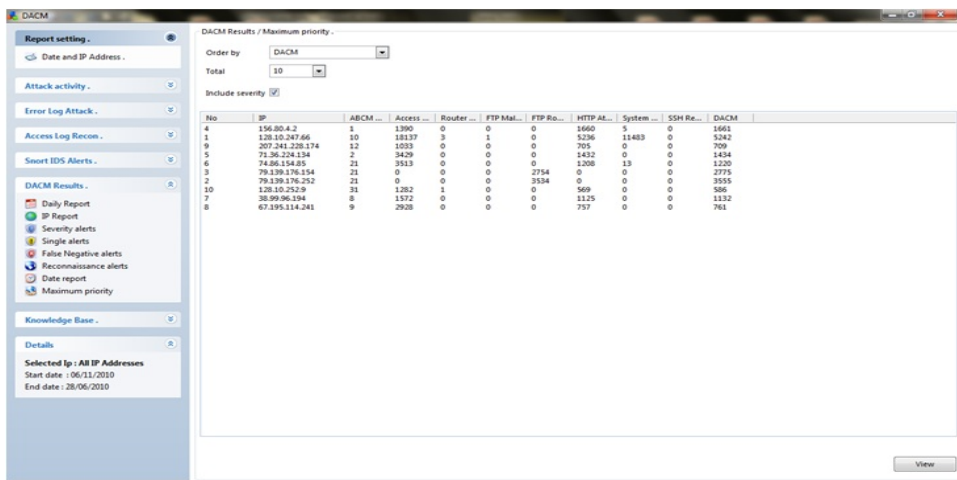 DACM
Report setting .
Date and IP Address .
Attack activity .
Error Log Attack .
Access Log Recon .
Snort IDS Alerts .
DACM Results .
Daily Report
IP Report
Severity alerts
Single alerts
False Negative alerts
Reconnaissance alerts
Date report
Maximum priority
Knowledge Base .
Details
Selected Ip : All IP Addresses
Start date : 06/11/2010
End date : 28/06/2010
DACM Results / Maximum priority .
Order by DACM
Total 10
Include severity
No IP ABCM ... Access ... Router ... FTP Mal... FTP Ro... HTTP At... System ... SSH Re... DACM
4 156.80.4.2 1 1390 0 0 0 1660 5 0 1661
1 128.10.247.66 10 18137 3 1 0 5236 11483 0 5242
9 207.241.228.174 12 1033 0 0 0 705 0 0 709
5 71.36.224.134 2 3429 0 0 0 1432 0 0 1434
6 74.86.154.85 21 3513 0 0 0 1208 13 0 1220
3 79.139.176.154 21 0 0 0 2754 0 0 0 2775
2 79.139.176.252 21 0 0 0 3534 0 0 0 3555
10 128.10.252.9 31 1282 1 0 0 569 0 0 586
7 38.99.96.194 8 1572 0 0 0 1125 0 0 1132
8 67.195.114.241 9 2928 0 0 0 757 0 0 761
View